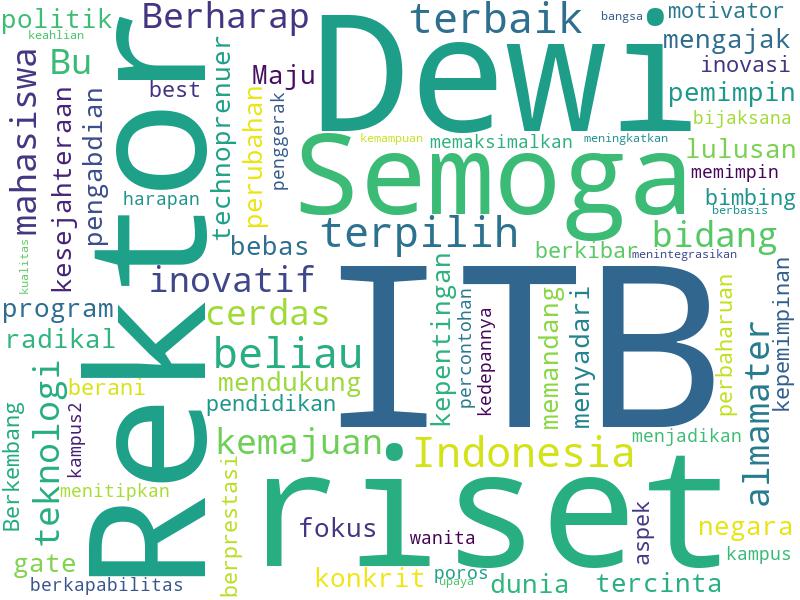 politik
keahlian
Berharap
terbaik
bangsa
motivator
mengajak
Bu
best
Maju
Dewi
inovasi
pemimpin
bijaksana
mahasiswa
kesejahteraan
pengabdian
Rektor
technoprenuer
perubahan
penggerak
kemampuan
memaksimalkan
meningkatkan
lulusan
Semoga
memimpin
harapan
bimbing
berbasis
kualitas
bebas
terpilih
berkibar
bidang
menintegrasikan
inovatif
ITB
kepentingan
percontohan
kedepannya
memandang
menyadari
perbaharuan
kepemimpinan
program
cerdas
radikal
beliau
almamater
teknologi
berani
mendukung
pendidikan
Berkembang
kampus2
kemajuan
Indonesia
menjadikan
menitipkan
riset
berprestasi
fokus
wanita
aspek
negara
gate
kampus
berkapabilitas
konkrit
poros
upaya
dunia
tercinta